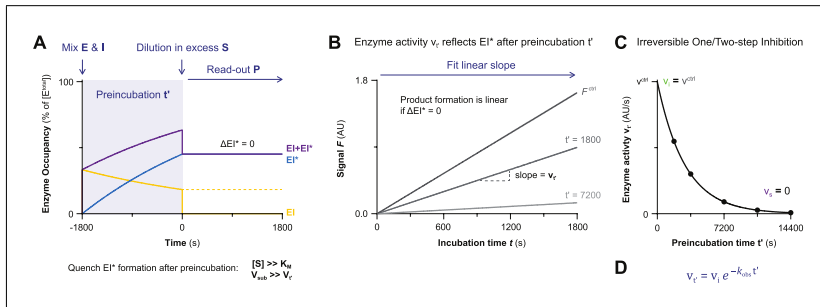 A
Mix E & I
Dilution in excess S
Read-out P
Preincubation t'
ΔEI* = 0
EI+EI*
EI*
EI
100
0
Enzyme Occupancy (% of [E^total])
-1800
0
1800
Time (s)
Quench EI* formation after preincubation:
[S] >> K_M
V_sub >> V_t'
B
Enzyme activity v_t' reflects EI* after preincubation t'
Fit linear slope
Product formation is linear
if ΔEI* = 0
F^ctrl
t' = 1800
slope = v_t'
t' = 7200
1.8
0.0
Signal F (AU)
0
600
1200
1800
Incubation time t (s)
C
Irreversible One/Two-step Inhibition
v^ctrl
v_i = v^ctrl
v_s = 0
0
Enzyme activty v_t' (AU/s)
0
7200
14400
Preincubation time t' (s)
D
v_t' = v_i e^{-k_obs t'}